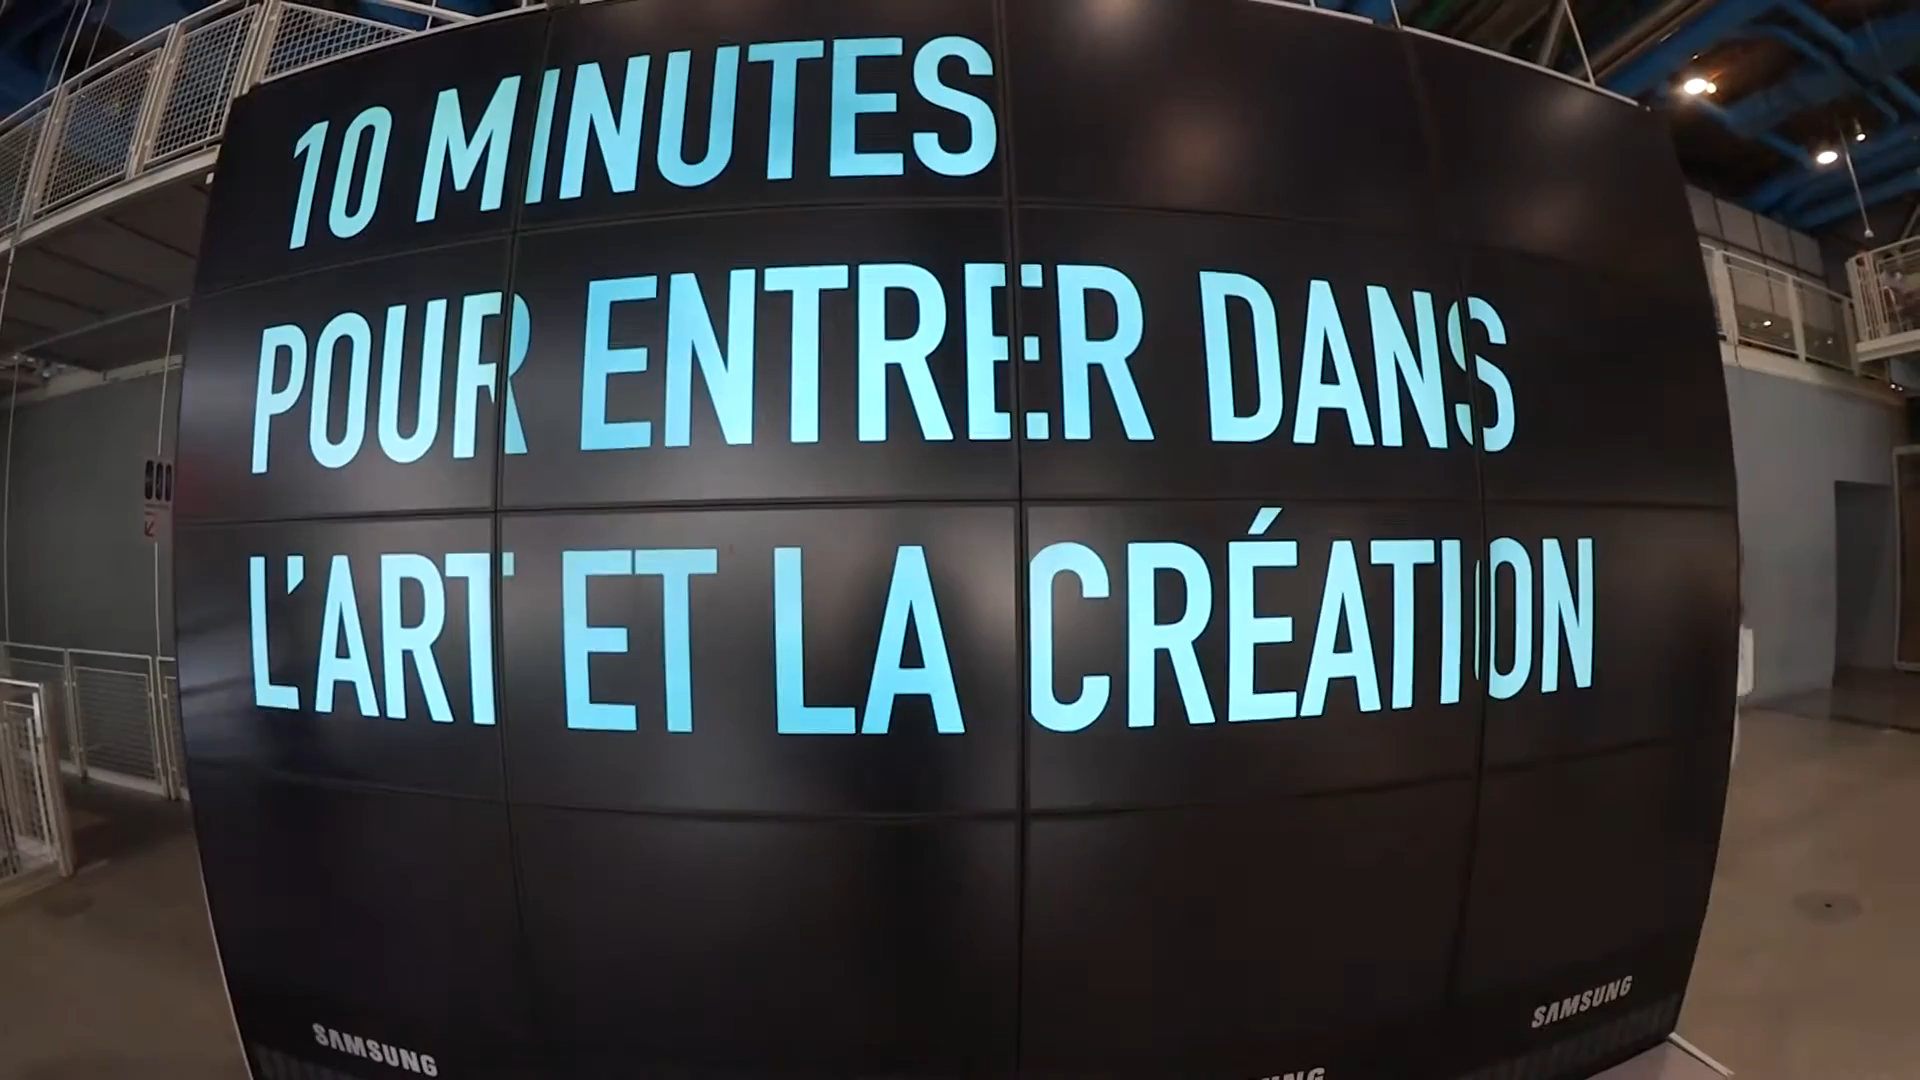 10 MINUTES
POUR ENTRER DANS
L'ART ET LA CRÉATION
SAMSUNG
SAMSUNG